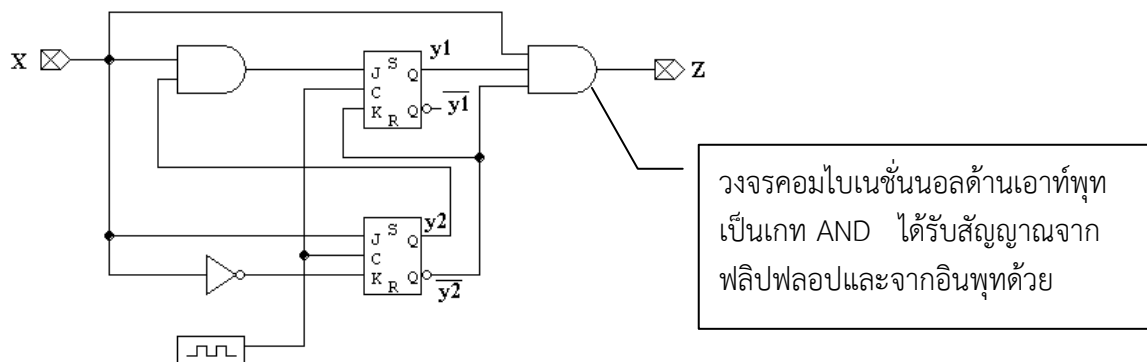 X
y1
Z
J S Q
C
K R Q
y1
y2
J S Q
C
K R Q
y2
วงจรคอมไบเนชั่นนอลด้านเอาท์พุท
เป็นเกท AND ได้รับสัญญาณจาก
ฟลิปฟลอปและจากอินพุทด้วย